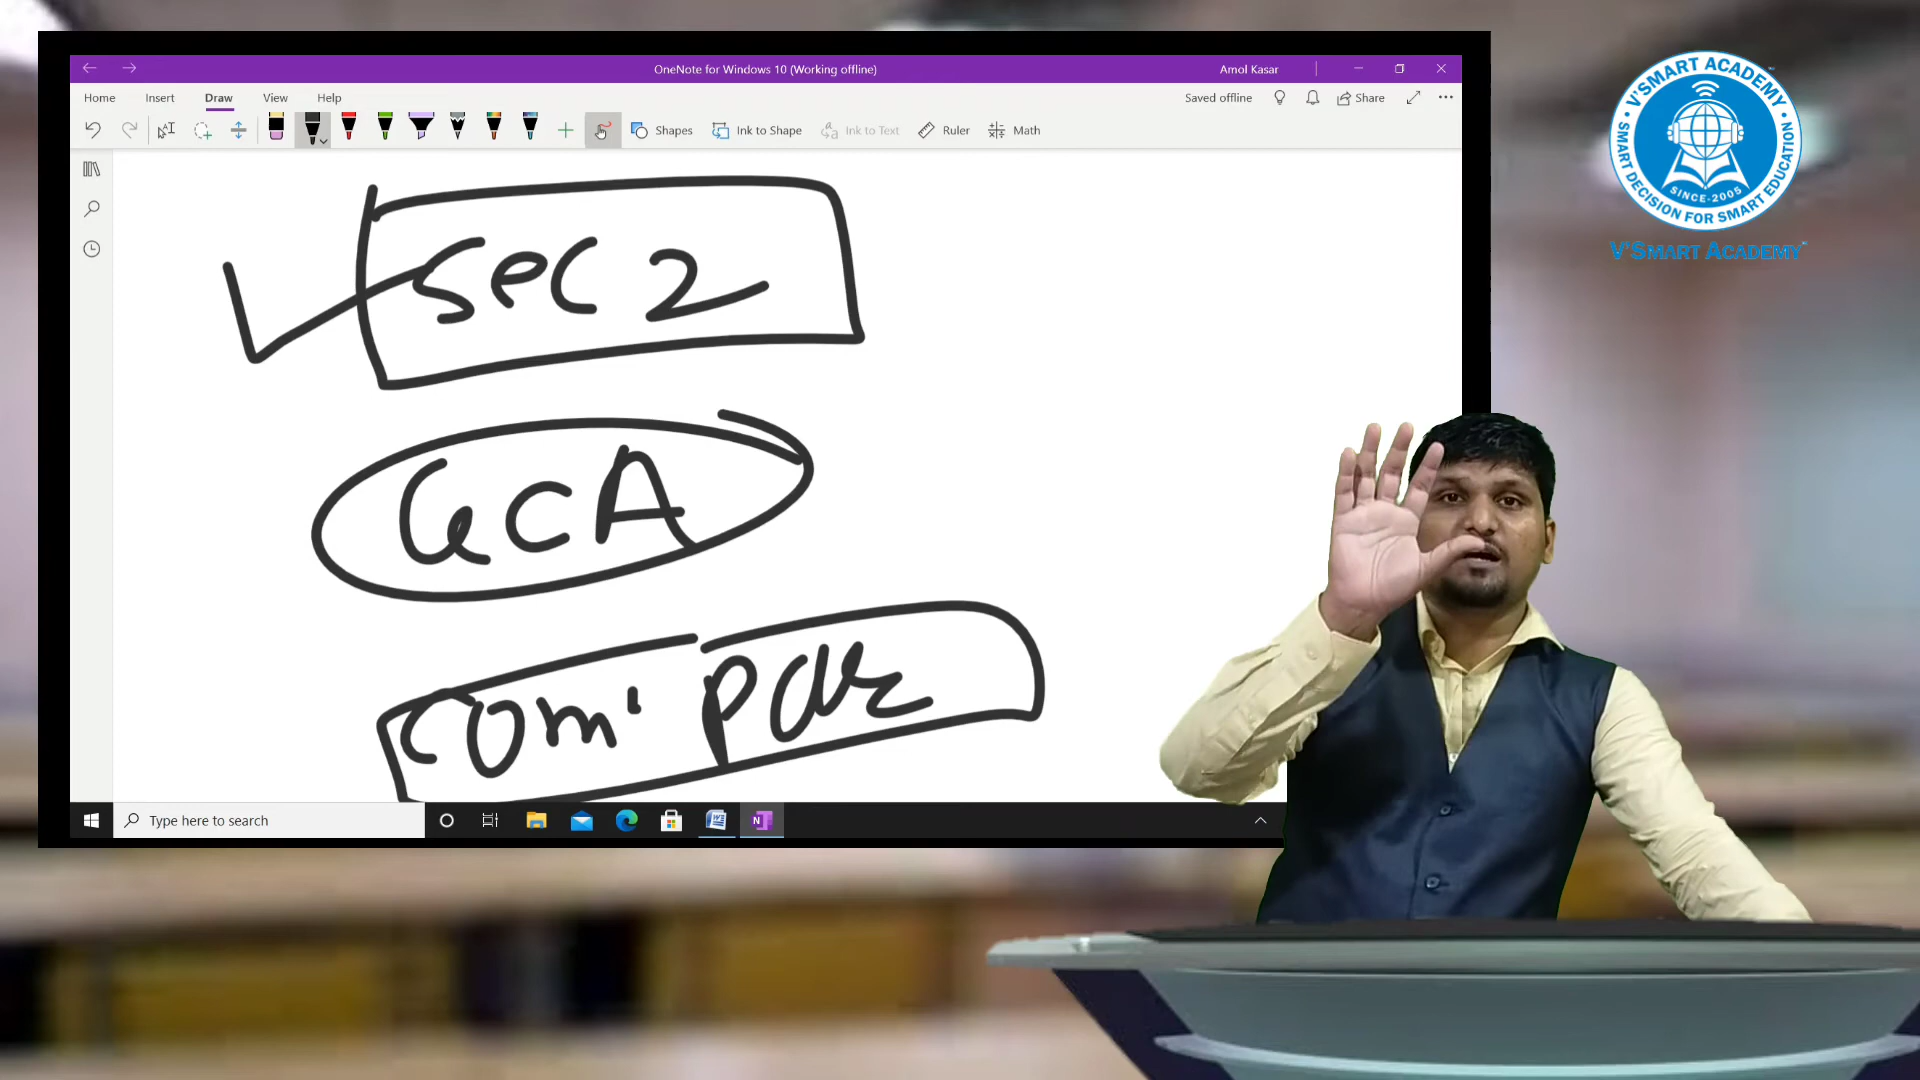 OneNote for Windows 10 (Working offline)
Amol Kasar
Home Insert Draw View Help
Saved offline
Share
Shapes
Ink to Shape
Ink to Text
Ruler
Math
Sec 2
GCA
com'
Type here to search
V'SMART ACADEMY
SMART DECISION FOR SMART EDUCATION
SINCE-2005
V'SMART ACADEMY